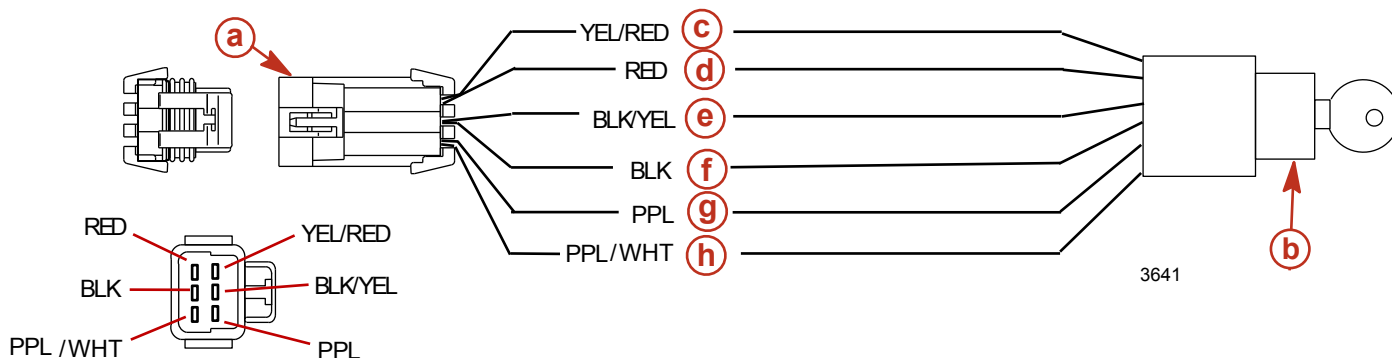 a
YEL/RED c
RED d
BLK/YEL e
BLK f
PPL g
PPL/WHT h
b
3641
RED
YEL/RED
BLK
BLK/YEL
PPL /WHT
PPL